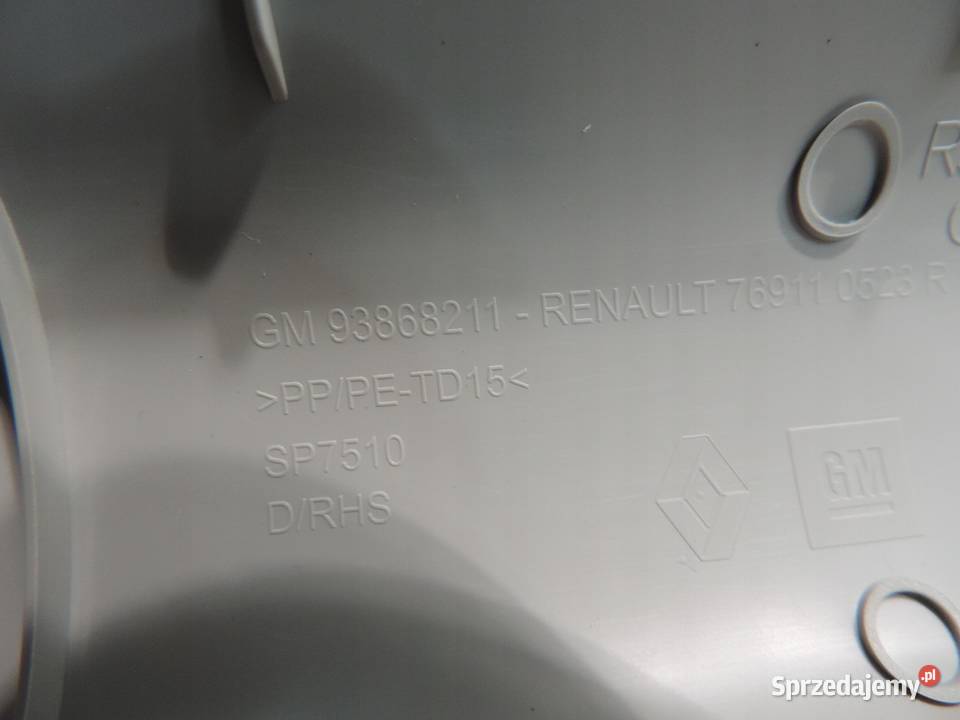 GM 93868211 - RENAULT 76911 0523 R
>PP/PE-TD15<
SP7510
D/RHS
GM
Sprzedajemy.pl